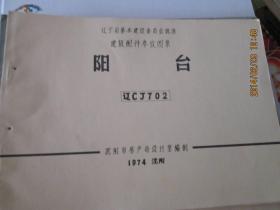 辽宁省基本建设委员会批准
建筑配件标准图集
阳台
辽CJ702
沈阳市房产局设计室编制
1974 沈阳